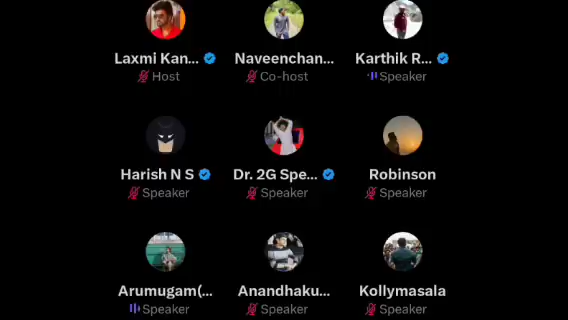 Laxmi Kan... Naveenchan... Karthik R...
Host Co-host Speaker
Harish N S Dr. 2G Spe... Robinson
Speaker Speaker Speaker
Arumugam(... Anandhaku... Kollymasala
Speaker Speaker Speaker